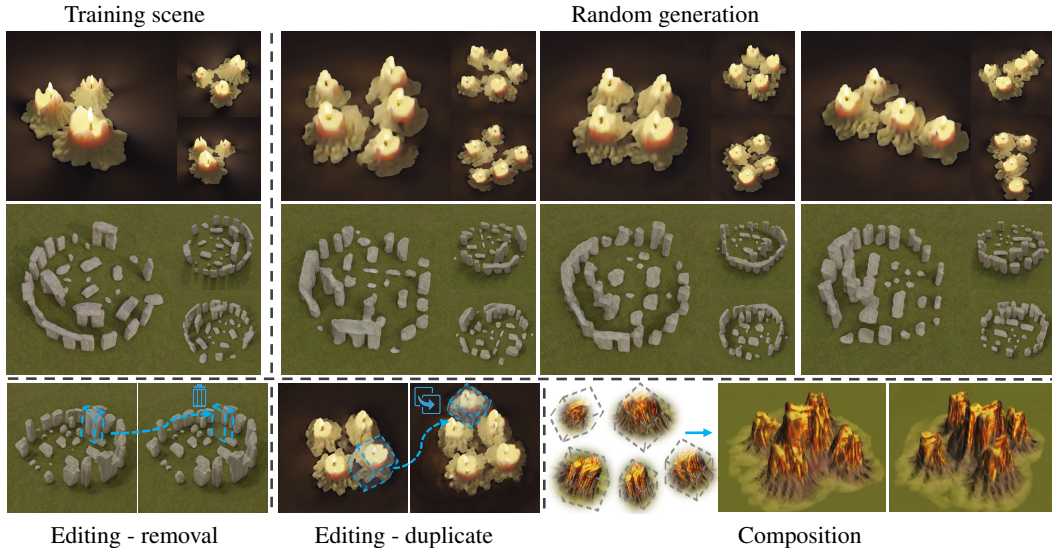 Training scene
Random generation
Editing - removal
Editing - duplicate
Composition